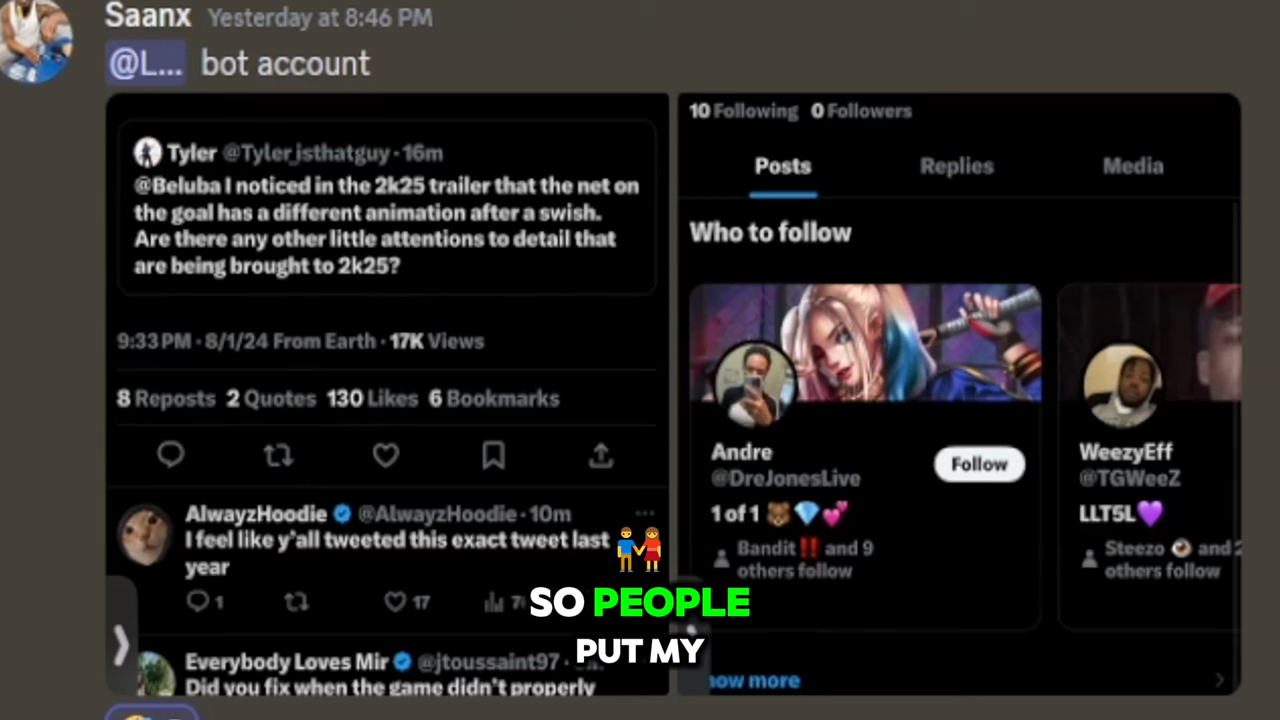 Saanx Yesterday at 8:46 PM
@L... bot account
Tyler @Tyler_isthatguy · 16m
@Beluba I noticed in the 2k25 trailer that the net on
the goal has a different animation after a swish.
Are there any other little attentions to detail that
are being brought to 2k25?
9:33 PM · 8/1/24 From Earth · 17K Views
8 Reposts 2 Quotes 130 Likes 6 Bookmarks
AlwayzHoodie @AlwayzHoodie · 10m
I feel like y'all tweeted this exact tweet last
year
1 17
Everybody Loves Mir @jtoussaint97 ·
Did you fix when the game didn't properly
10 Following 0 Followers
Posts Replies Media
Who to follow
Andre
@DreJonesLive
Follow
1 of 1 🐻💎💕
Bandit ‼️ and 9
others follow
WeezyEff
@TGWeeZ
LLT5L💜
Steezo 👁 and 2
others follow
how more
SO PEOPLE
PUT MY